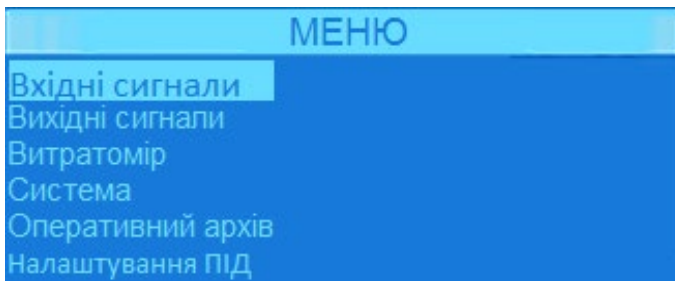 МЕНЮ
Вхідні сигнали
Вихідні сигнали
Витратомір
Система
Оперативний архів
Налаштування ПІД